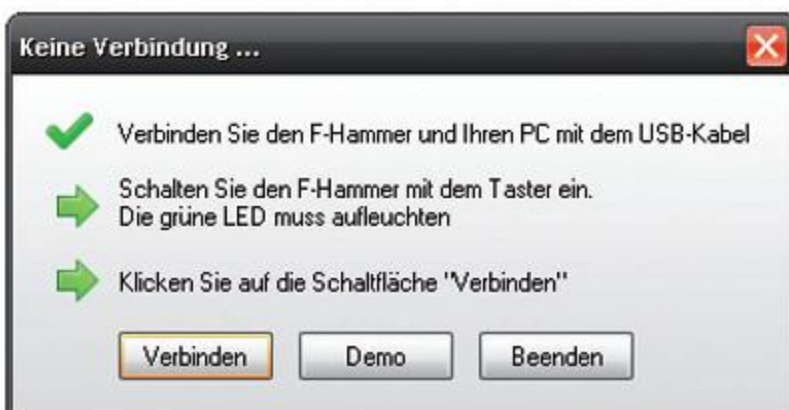 Keine Verbindung ...
Verbinden Sie den F-Hammer und Ihren PC mit dem USB-Kabel
Schalten Sie den F-Hammer mit dem Taster ein.
Die grüne LED muss aufleuchten
Klicken Sie auf die Schaltfläche "Verbinden"
Verbinden Demo Beenden